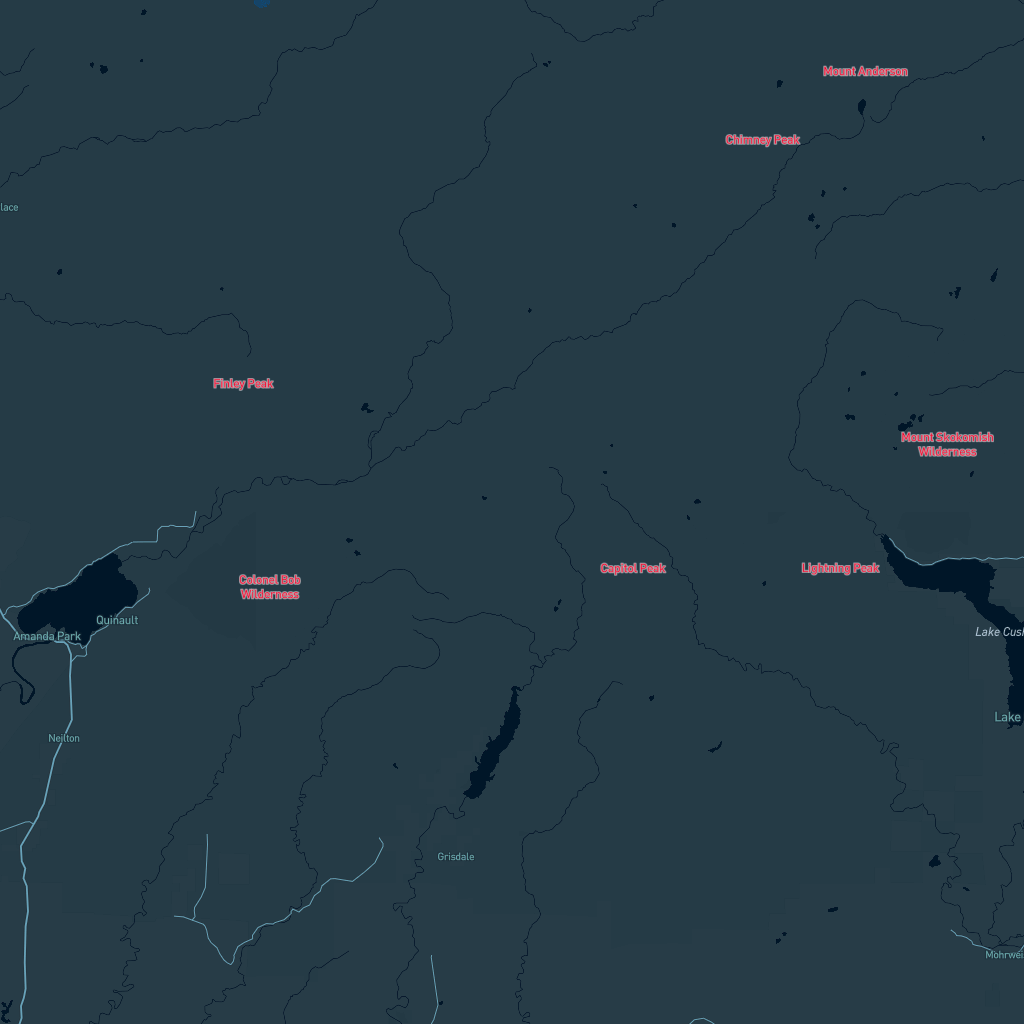 Mount Anderson
Chimney Peak
lace
Finley Peak
Mount Skokomish
Wilderness
Capitol Peak
Lightning Peak
Colonel Bob
Wilderness
Quinault
Amanda Park
Lake Cush
Lake
Neilton
Grisdale
Mohrwei